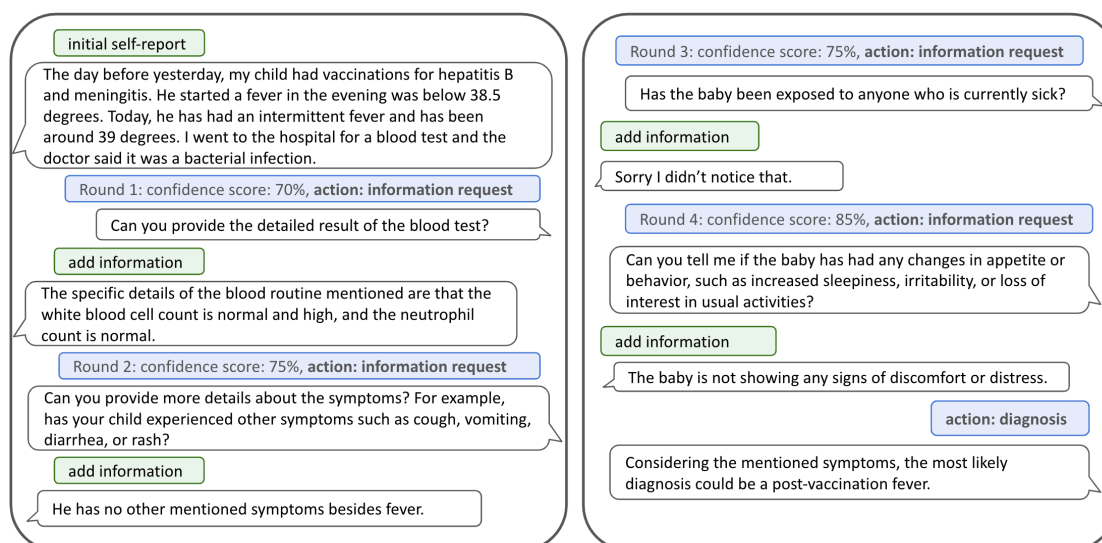 initial self-report
The day before yesterday, my child had vaccinations for hepatitis B
and meningitis. He started a fever in the evening was below 38.5
degrees. Today, he has had an intermittent fever and has been
around 39 degrees. I went to the hospital for a blood test and the
doctor said it was a bacterial infection.
Round 1: confidence score: 70%, action: information request
Can you provide the detailed result of the blood test?
add information
The specific details of the blood routine mentioned are that the
white blood cell count is normal and high, and the neutrophil
count is normal.
Round 2: confidence score: 75%, action: information request
Can you provide more details about the symptoms? For example,
has your child experienced other symptoms such as cough, vomiting,
diarrhea, or rash?
add information
He has no other mentioned symptoms besides fever.
Round 3: confidence score: 75%, action: information request
Has the baby been exposed to anyone who is currently sick?
add information
Sorry I didn't notice that.
Round 4: confidence score: 85%, action: information request
Can you tell me if the baby has had any changes in appetite or
behavior, such as increased sleepiness, irritability, or loss of
interest in usual activities?
add information
The baby is not showing any signs of discomfort or distress.
action: diagnosis
Considering the mentioned symptoms, the most likely
diagnosis could be a post-vaccination fever.